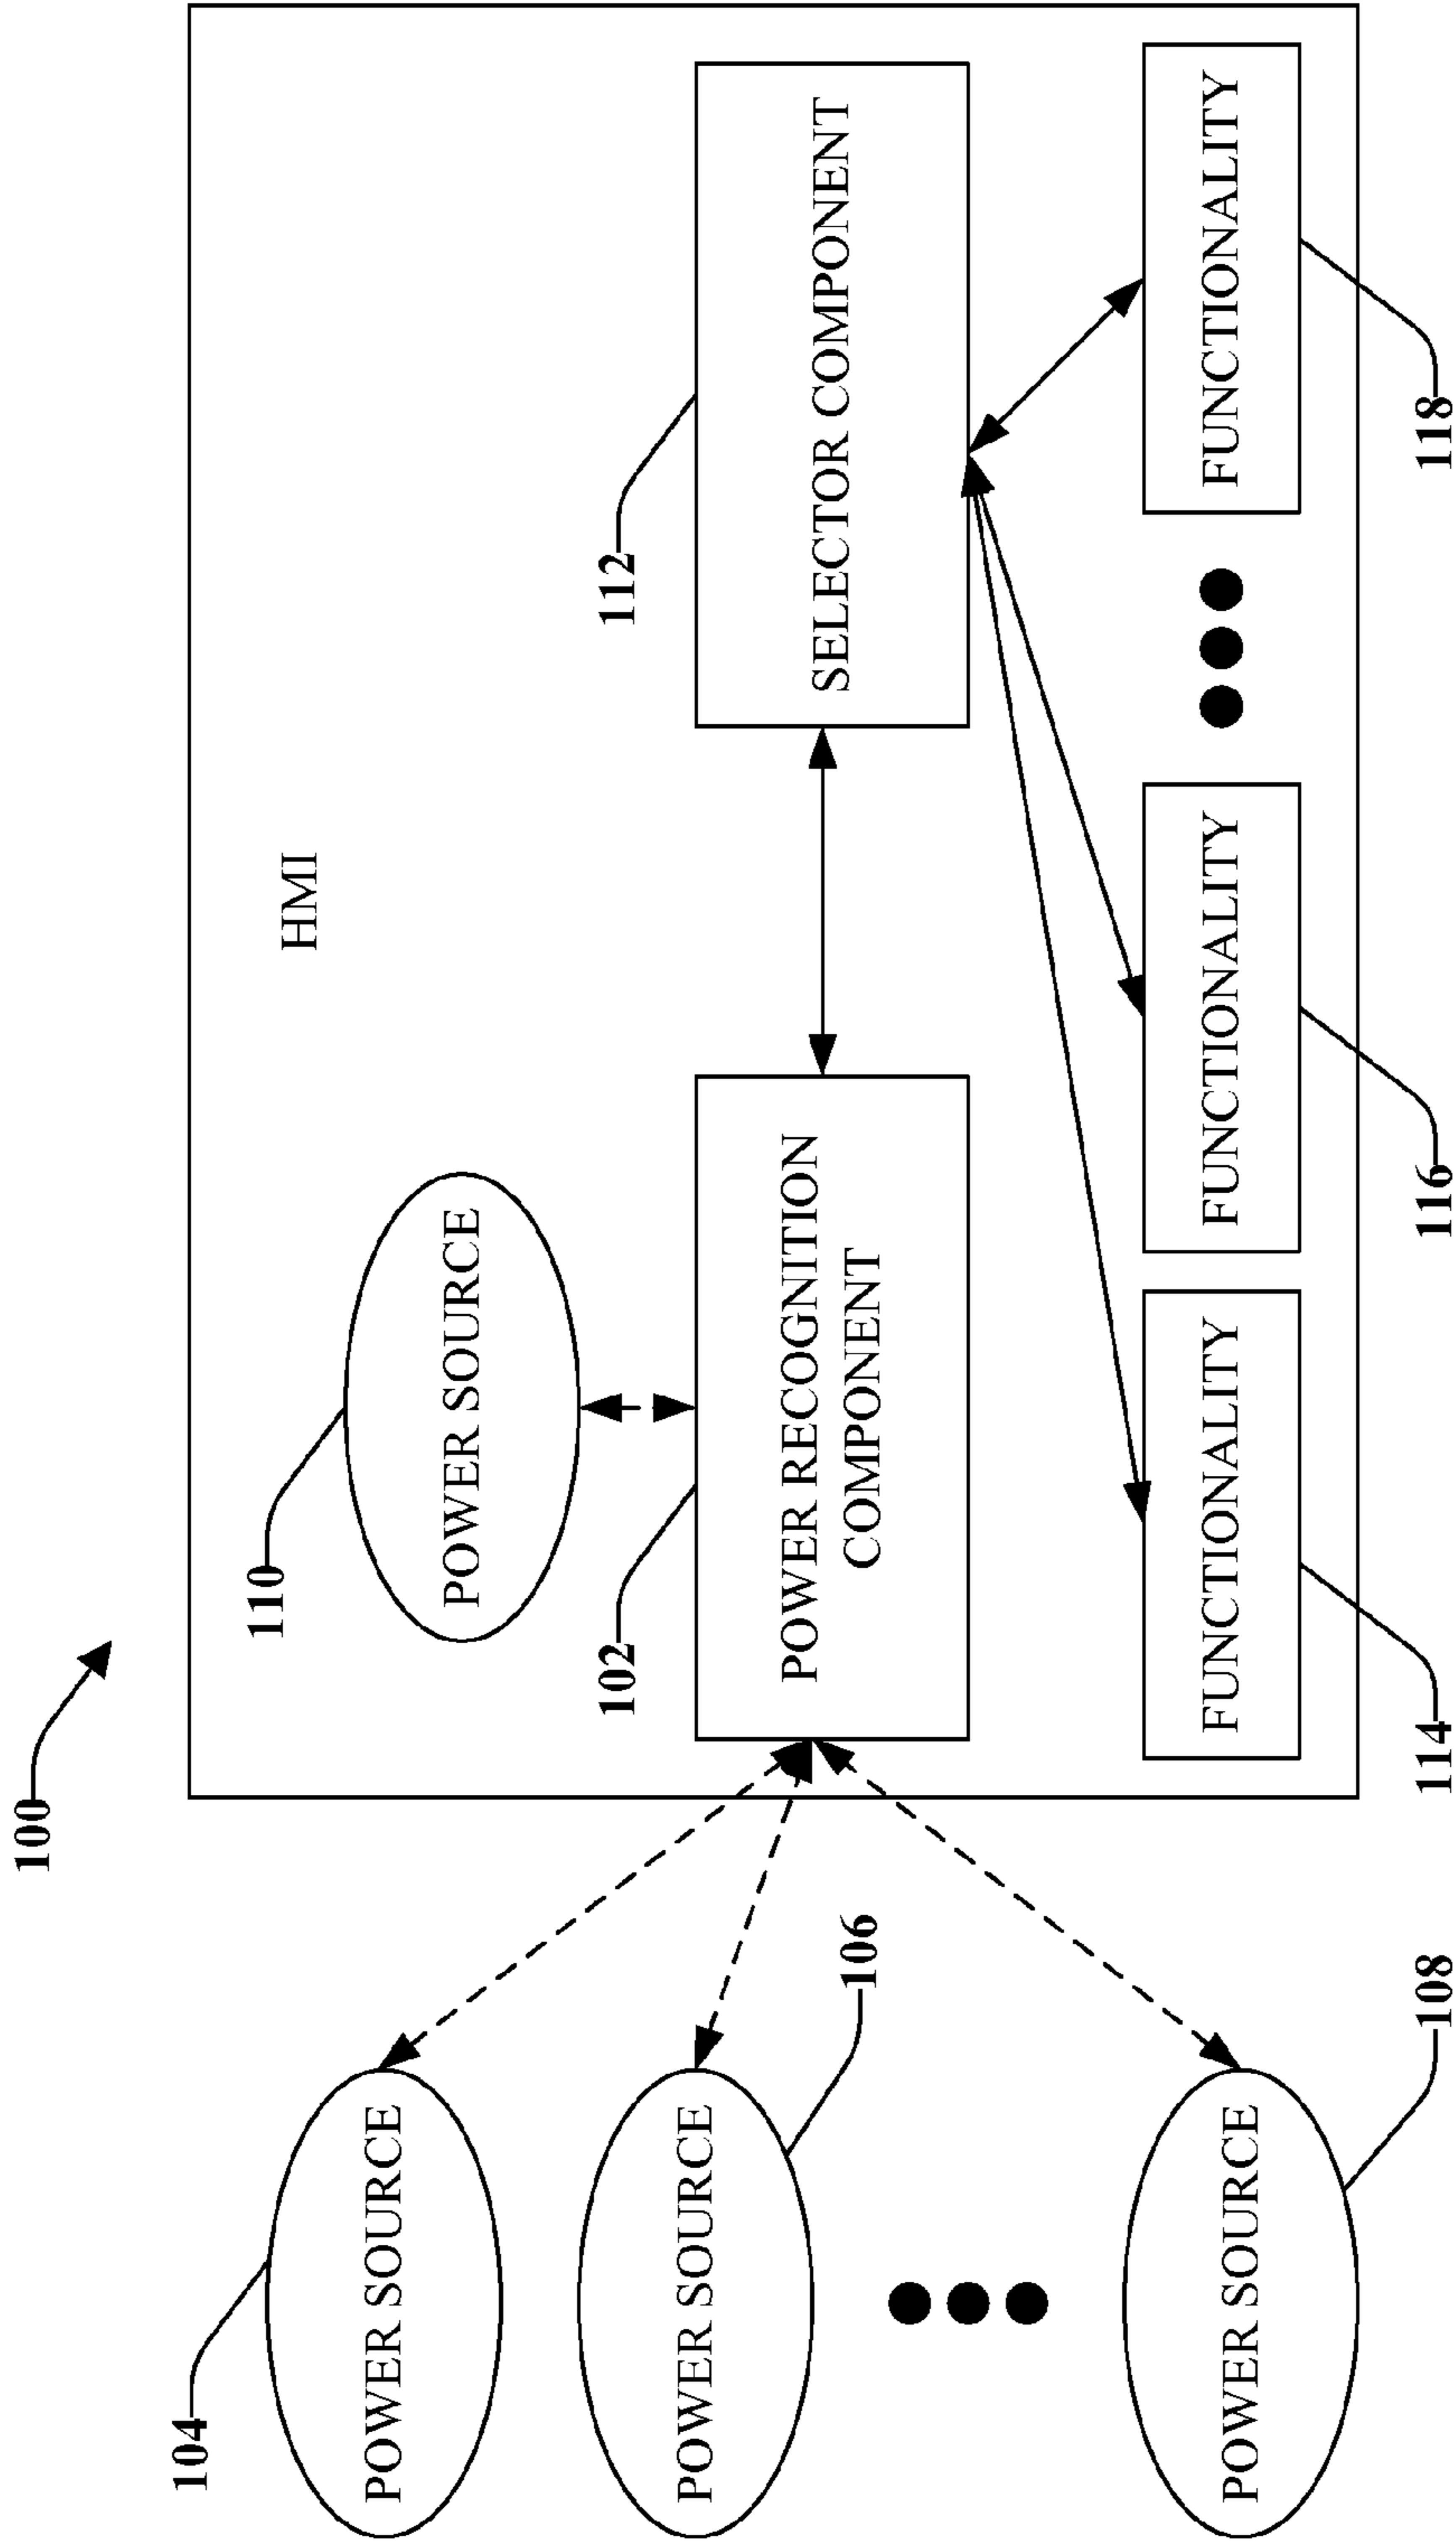 100
HMI
110
POWER SOURCE
104
POWER SOURCE
102
112
POWER RECOGNITION
COMPONENT
SELECTOR COMPONENT
POWER SOURCE
106
POWER SOURCE
108
FUNCTIONALITY
FUNCTIONALITY
FUNCTIONALITY
114
116
118